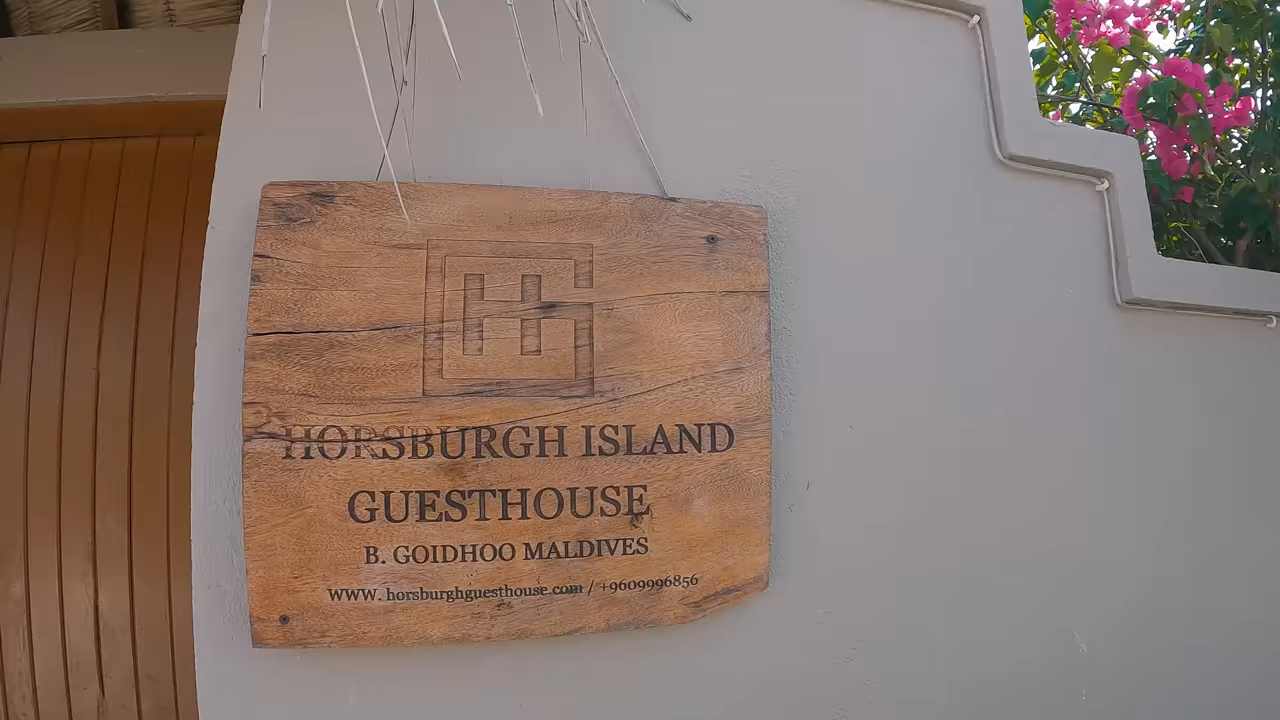 HORSBURGH ISLAND
GUESTHOUSE
B. GOIDHOO MALDIVES
WWW. horsburghguesthouse.com / +9609996856